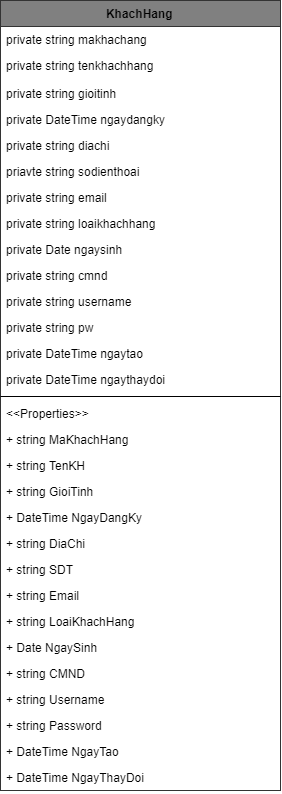 KhachHang
private string makhachang
private string tenkhachhang
private string gioitinh
private DateTime ngaydangky
private string diachi
priavte string sodienthoai
private string email
private string loaikhachhang
private Date ngaysinh
private string cmnd
private string username
private string pw
private DateTime ngaytao
private DateTime ngaythaydoi
<<Properties>>
+ string MaKhachHang
+ string TenKH
+ string GioiTinh
+ DateTime NgayDangKy
+ string DiaChi
+ string SDT
+ string Email
+ string LoaiKhachHang
+ Date NgaySinh
+ string CMND
+ string Username
+ string Password
+ DateTime NgayTao
+ DateTime NgayThayDoi